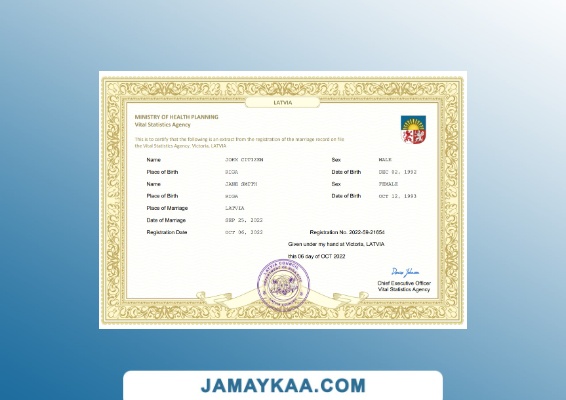 LATVIA
MINISTRY OF HEALTH PLANNING
Vital Statistics Agency
This is to certify that the following is an extract from the registration of the marriage record on file
the Vital Statistics Agency, Victoria, LATVIA
Name JOHN CITIZEN Sex MALE
Place of Birth RIGA Date of Birth DEC 02, 1982
Name JANE SMITH Sex FEMALE
Place of Birth RIGA Date of Birth OCT 12, 1983
Place of Marriage LATVIA
Date of Marriage SEP 25, 2022
Registration Date OCT 06, 2022 Registration No. 2022-59-21654
Given under my hand at Victoria, LATVIA
this 06 day of OCT 2022
LATVIA COUNCIL
Chief Executive Officer
Vital Statistics Agency
JAMAYKAA.COM